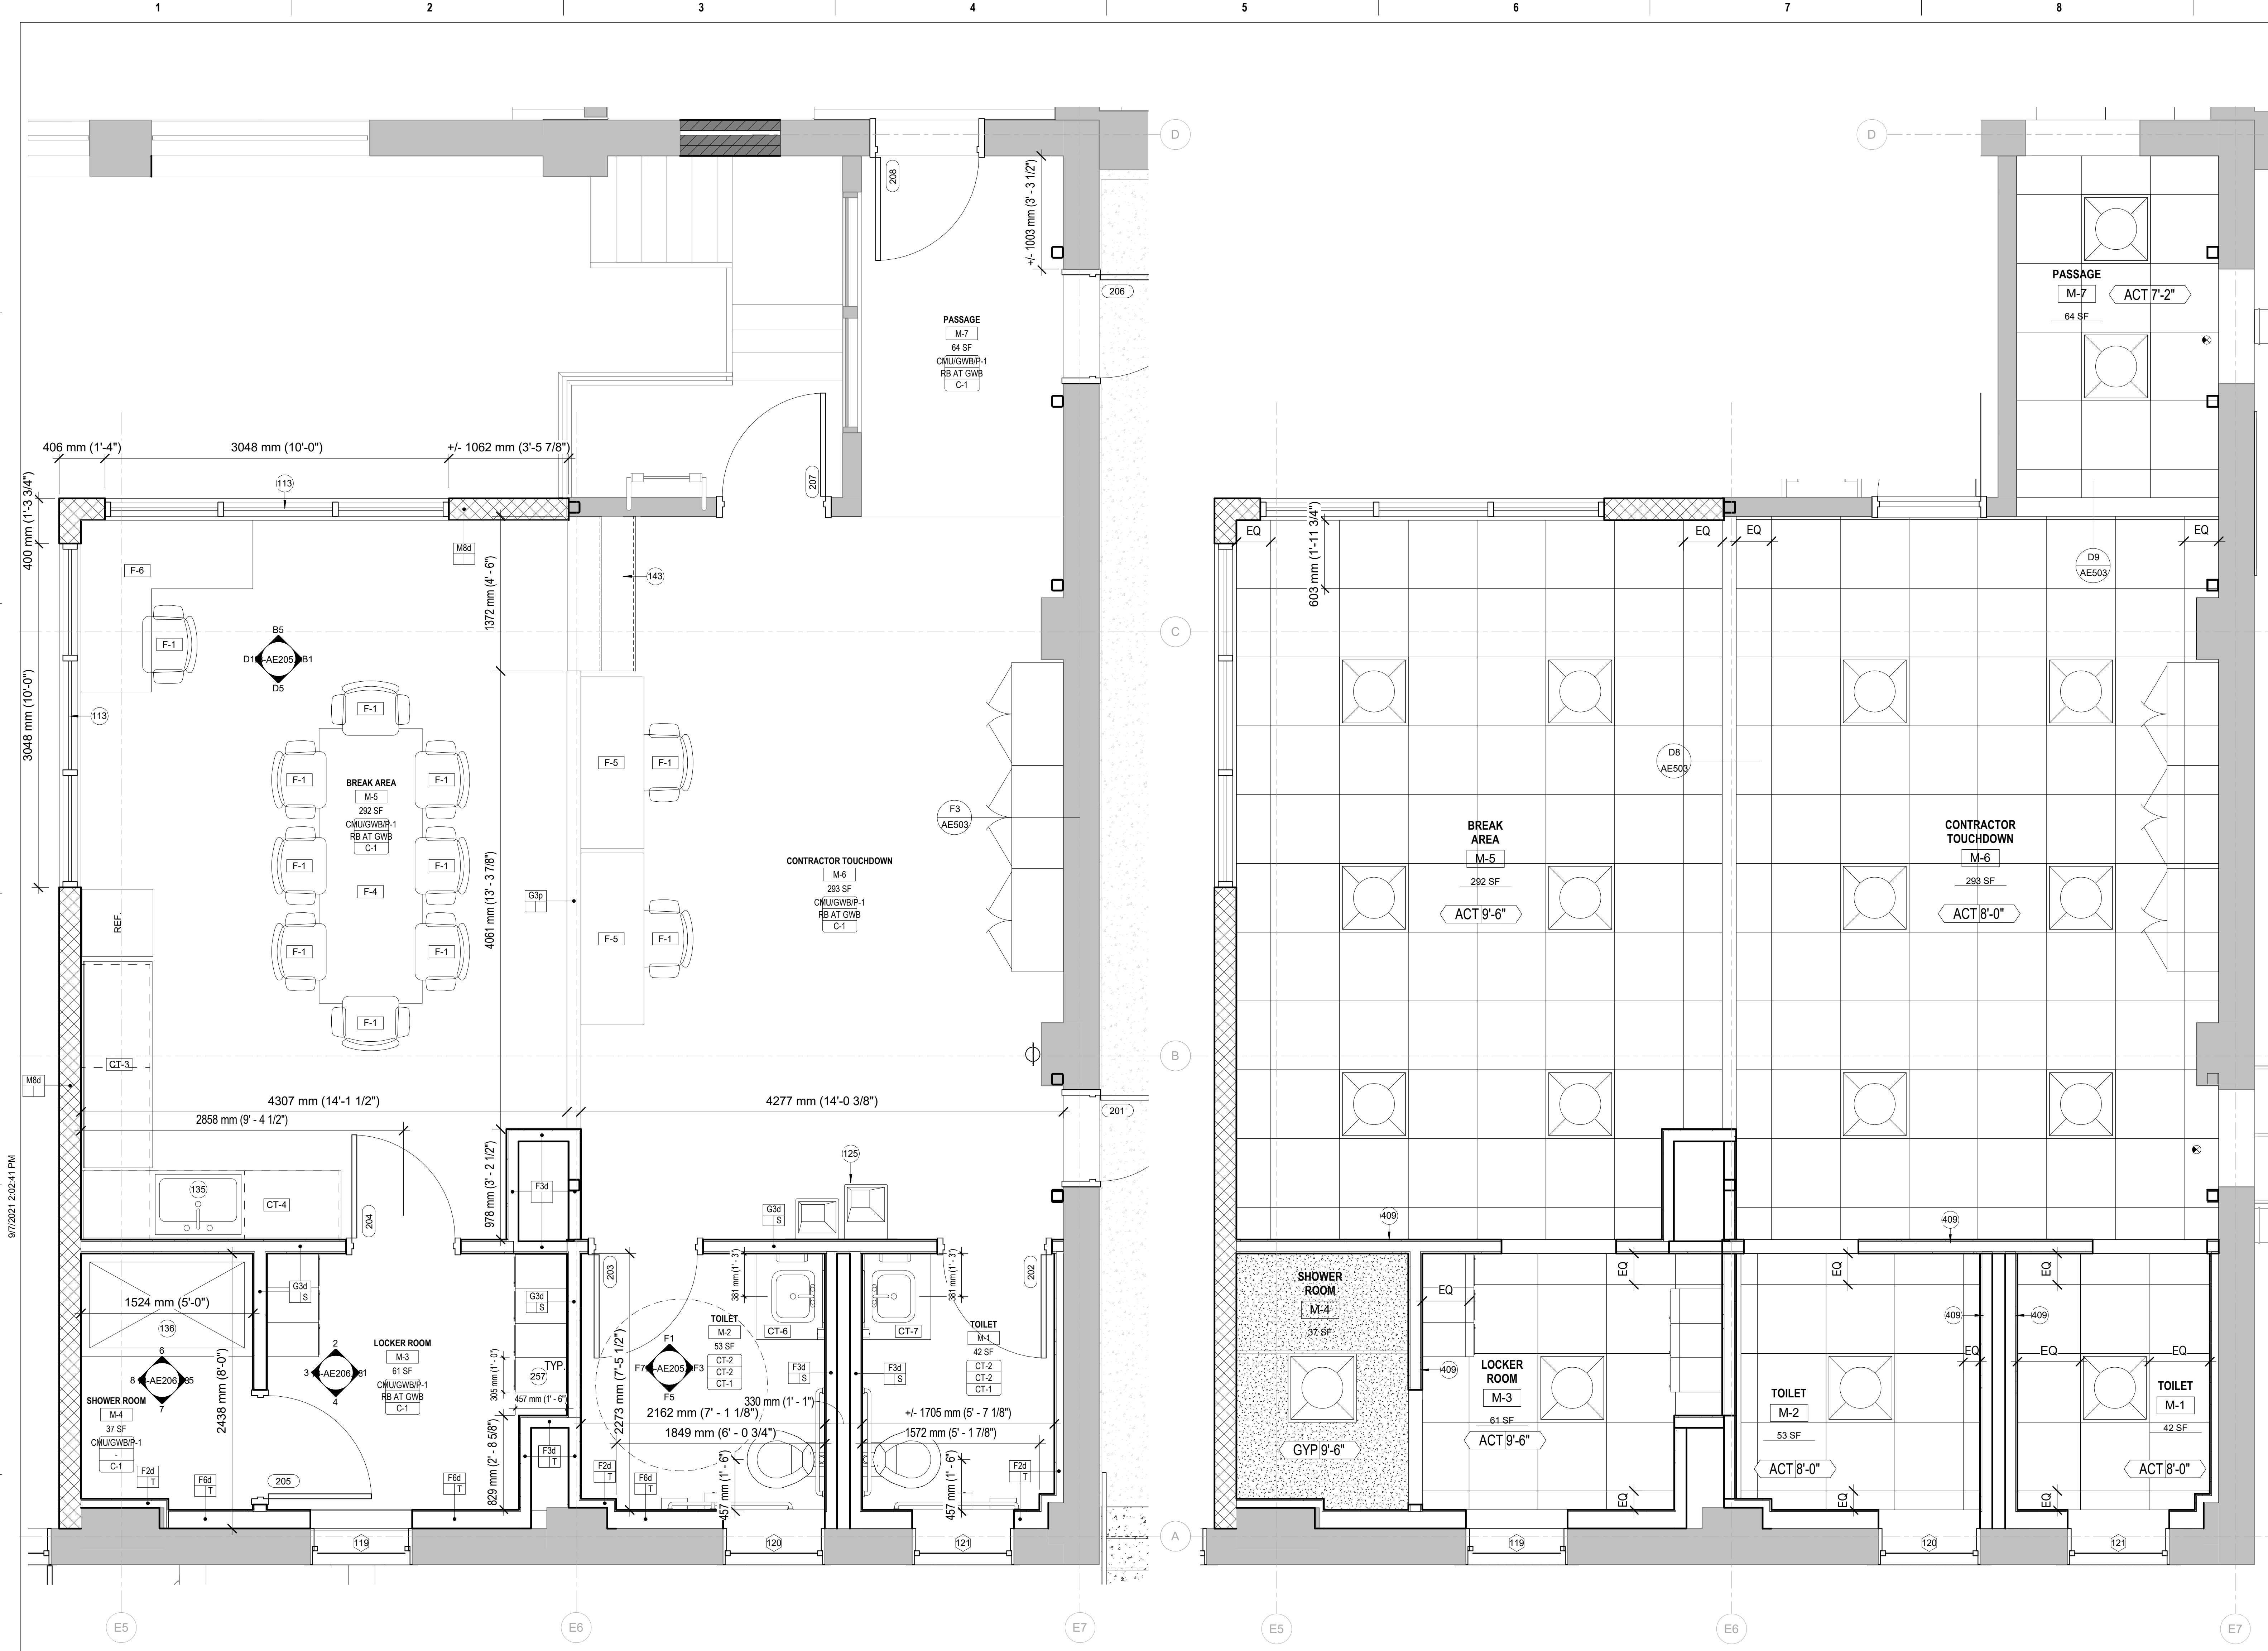 1 2 3 4 5 6 7 8
D
D
208
+/- 1003 mm (3' - 3 1/2")
206
PASSAGE
M-7
64 SF
CMU/GWB/P-1
RB AT GWB
C-1
PASSAGE
M-7
ACT 7'-2"
64 SF
406 mm (1'-4")
3048 mm (10'-0")
+/- 1062 mm (3'-5 7/8")
113
207
400 mm (1'-3 3/4")
M8d
F-6
143
1372 mm (4' - 6")
EQ
603 mm (1'-11 3/4")
EQ
EQ
EQ
D9
AE503
F-1
B5
B1
D5
C
3048 mm (10'-0")
113
F-1
F-1
F-1
F-5
F-1
D8
AE503
BREAK AREA
M-5
292 SF
CMU/GWB/P-1
RB AT GWB
C-1
F3
AE503
BREAK
AREA
M-5
292 SF
ACT 9'-6"
CONTRACTOR
TOUCHDOWN
M-6
293 SF
ACT 8'-0"
F-1
F-1
F-4
CONTRACTOR TOUCHDOWN
M-6
293 SF
CMU/GWB/P-1
RB AT GWB
C-1
REF.
G3p
4061 mm (13' - 3 7/8")
F-1
F-1
F-5
F-1
F-1
CT-3
B
M8d
4307 mm (14'-1 1/2")
4277 mm (14'-0 3/8")
201
2858 mm (9' - 4 1/2")
978 mm (3' - 2 1/2")
125
135
CT-4
204
F3d
G3d
S
409
409
9/7/2021 2:02:41 PM
203
381 mm (1' - 3")
381 mm (1' - 3")
202
G3d
S
G3d
S
1524 mm (5'-0")
136
CT-6
CT-7
2438 mm (8'-0")
6
8
5
7
AE206
2
3
1
4
AE206
LOCKER ROOM
M-3
61 SF
CMU/GWB/P-1
RB AT GWB
C-1
TYP.
257
305 mm (1' - 0")
457 mm (1' - 6")
2273 mm (7'-5 1/2")
F1
F7
AE205
F3
F5
TOILET
M-2
53 SF
CT-2
CT-2
CT-1
F3d
S
F3d
S
TOILET
M-1
42 SF
CT-2
CT-2
CT-1
SHOWER ROOM
M-4
37 SF
CMU/GWB/P-1
-
C-1
330 mm (1' - 1")
2162 mm (7' - 1 1/8")
1849 mm (6' - 0 3/4")
+/- 1705 mm (5' - 7 1/8")
1572 mm (5' - 1 7/8")
829 mm (2' - 8 5/8")
F3d
T
457 mm (1' - 6")
457 mm (1' - 6")
F2d
T
F6d
T
205
F6d
T
F2d
T
F6d
T
F2d
T
SHOWER
ROOM
M-4
37 SF
GYP 9'-6"
EQ
EQ
EQ
EQ
409
409
409
EQ
EQ
EQ
LOCKER
ROOM
M-3
61 SF
ACT 9'-6"
TOILET
M-2
53 SF
ACT 8'-0"
TOILET
M-1
42 SF
ACT 8'-0"
EQ
EQ
EQ
A
119
120
121
119
120
121
E5
E6
E7
E5
E6
E7